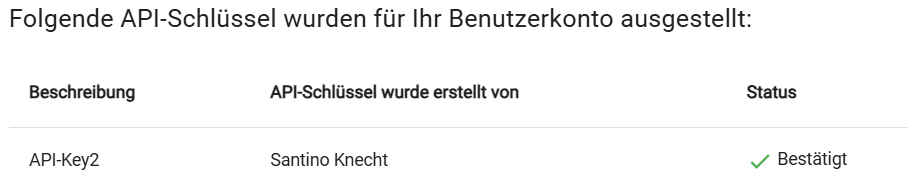 Folgende API-Schlüssel wurden für Ihr Benutzerkonto ausgestellt:
Beschreibung API-Schlüssel wurde erstellt von Status
API-Key2 Santino Knecht Bestätigt